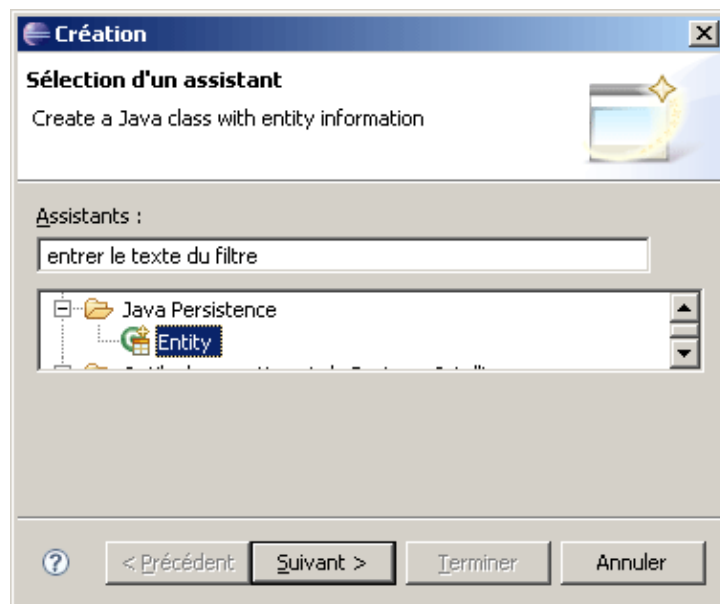 Création
Sélection d'un assistant
Create a Java class with entity information
Assistants :
entrer le texte du filtre
Java Persistence
Entity
< Précédent
Suivant >
Terminer
Annuler